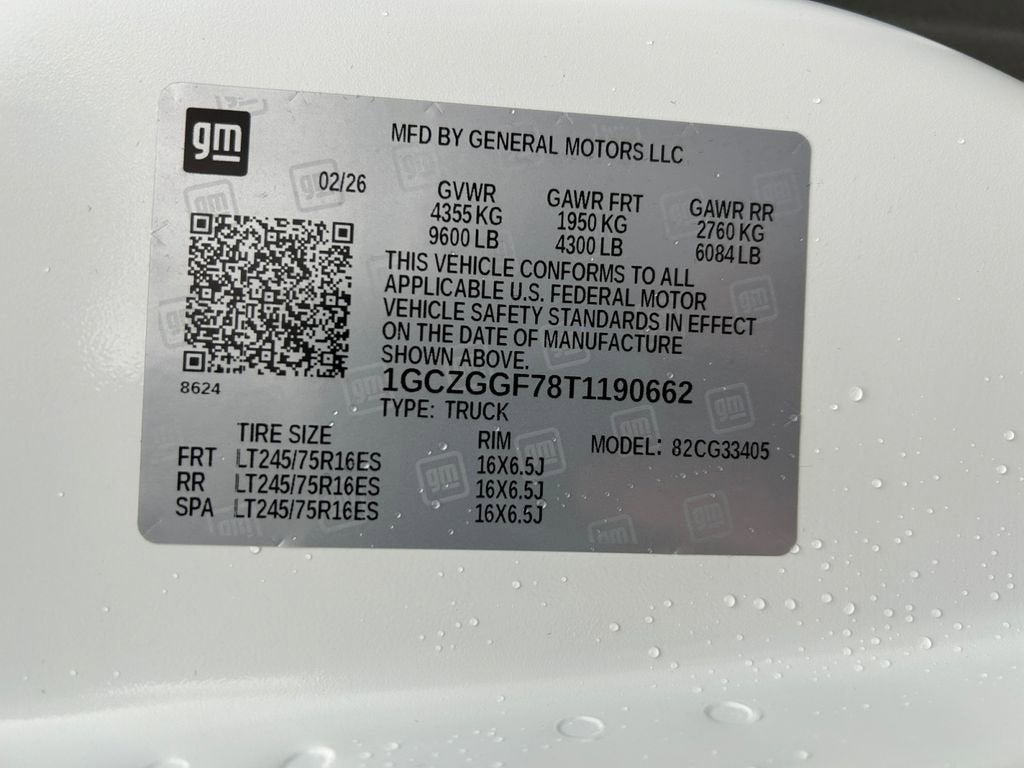 gm
MFD BY GENERAL MOTORS LLC
02/26
GVWR GAWR FRT GAWR RR
4355 KG 1950 KG 2760 KG
9600 LB 4300 LB 6084 LB
THIS VEHICLE CONFORMS TO ALL
APPLICABLE U.S. FEDERAL MOTOR
VEHICLE SAFETY STANDARDS IN EFFECT
ON THE DATE OF MANUFACTURE
SHOWN ABOVE.
8624
1GCZGGF78T1190662
TYPE: TRUCK
TIRE SIZE RIM MODEL: 82CG33405
FRT LT245/75R16ES 16X6.5J
RR LT245/75R16ES 16X6.5J
SPA LT245/75R16ES 16X6.5J